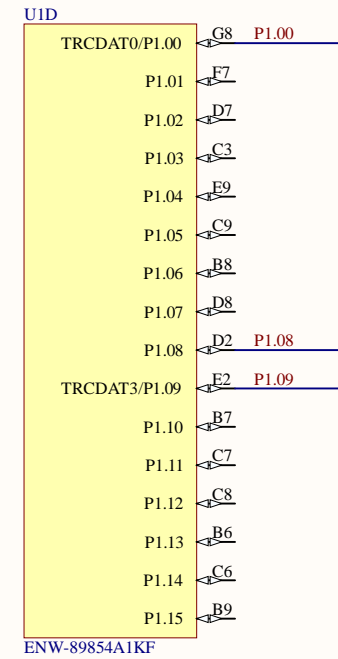 U1D
TRCDAT0/P1.00 G8 P1.00
P1.01 F7
P1.02 D7
P1.03 C3
P1.04 E9
P1.05 C9
P1.06 B8
P1.07 D8
P1.08 D2 P1.08
TRCDAT3/P1.09 E2 P1.09
P1.10 B7
P1.11 C7
P1.12 C8
P1.13 B6
P1.14 C6
P1.15 B9
ENW-89854A1KF